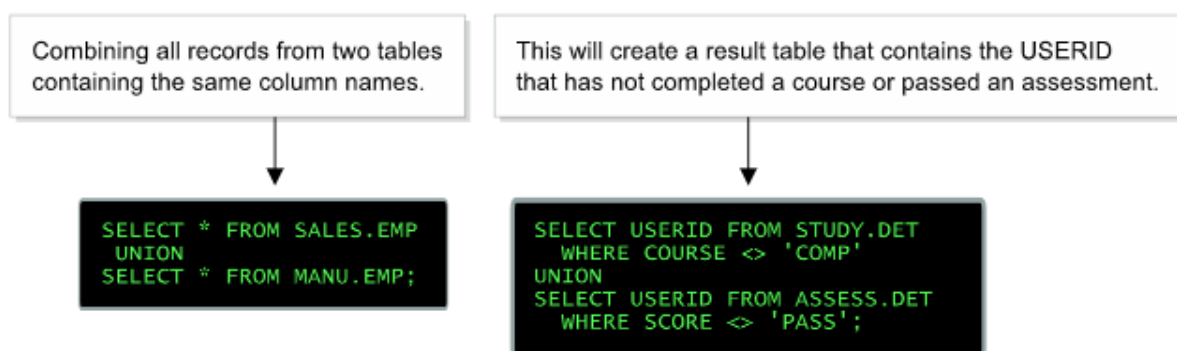 Combining all records from two tables
containing the same column names.
This will create a result table that contains the USERID
that has not completed a course or passed an assessment.
SELECT * FROM SALES.EMP
UNION
SELECT * FROM MANU.EMP;
SELECT USERID FROM STUDY.DET
WHERE COURSE <> 'COMP'
UNION
SELECT USERID FROM ASSESS.DET
WHERE SCORE <> 'PASS';